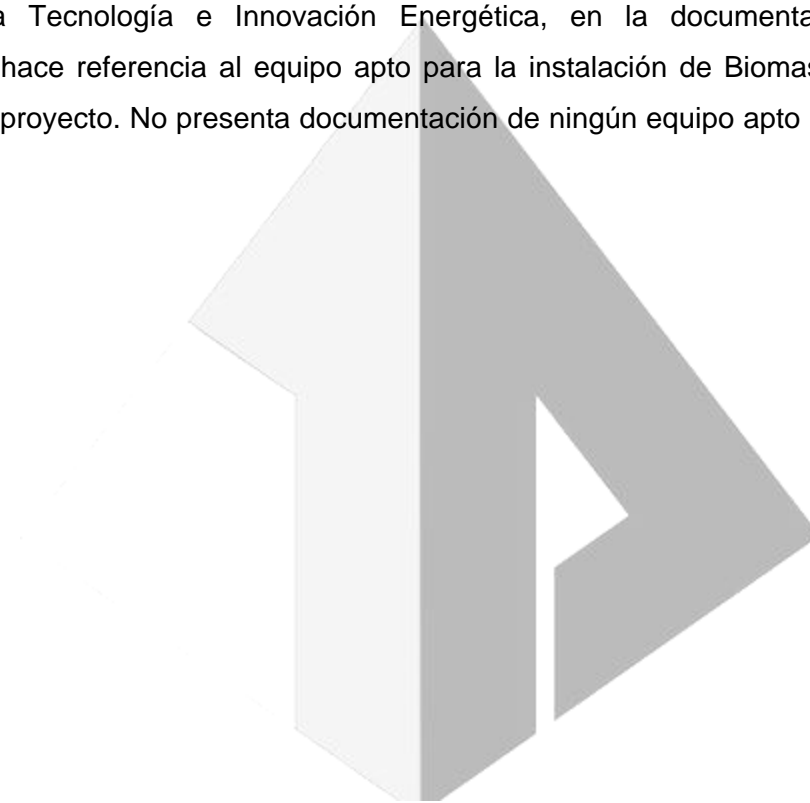 a Tecnología e Innovación Energética, en la documenta
hace referencia al equipo apto para la instalación de Biomas
proyecto. No presenta documentación de ningún equipo apto